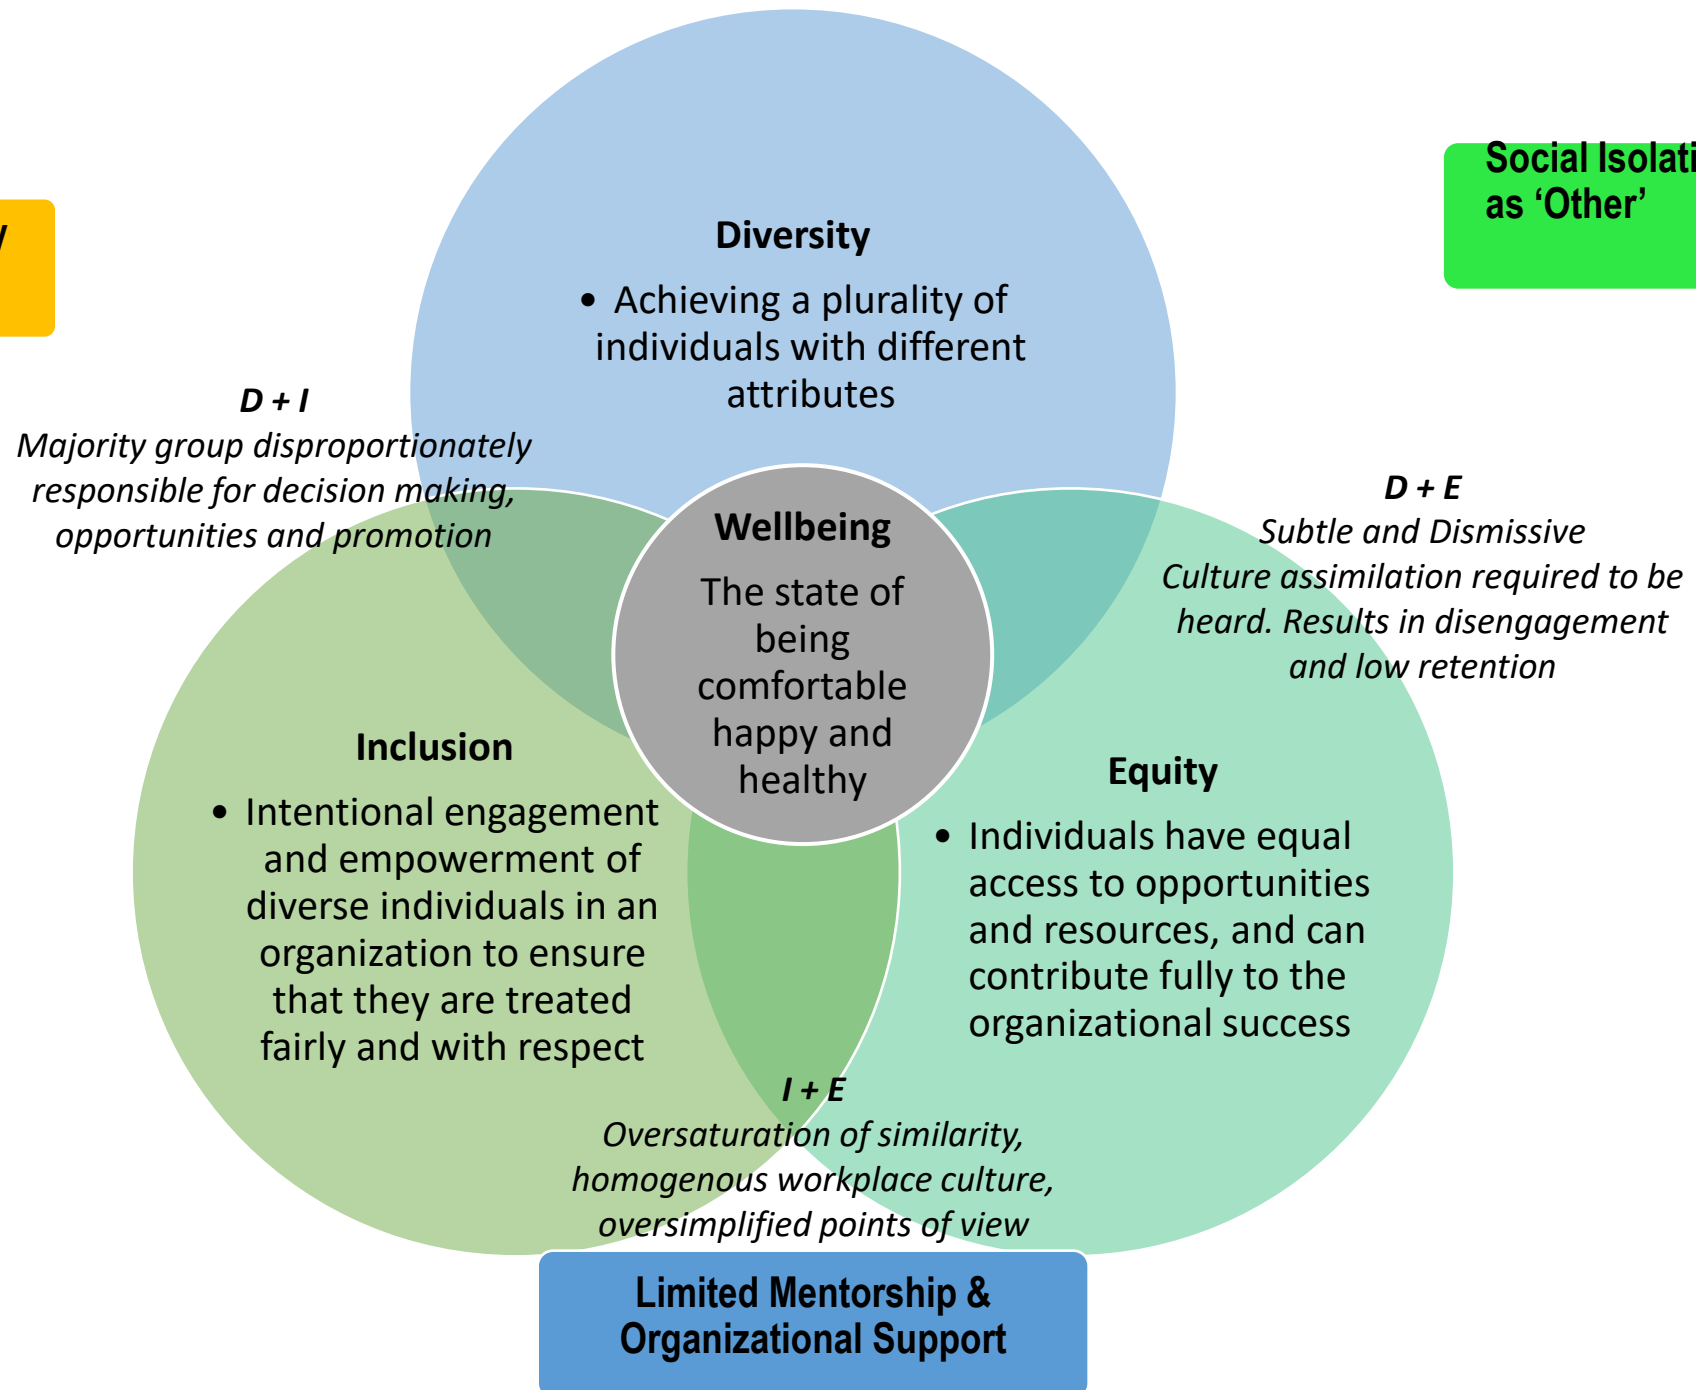 Social Isolati
as ‘Other’
Diversity
• Achieving a plurality of
individuals with different
attributes
D + I
Majority group disproportionately
responsible for decision making,
opportunities and promotion
D + E
Subtle and Dismissive
Culture assimilation required to be
heard. Results in disengagement
and low retention
Wellbeing
The state of
being
comfortable
happy and
healthy
Inclusion
• Intentional engagement
and empowerment of
diverse individuals in an
organization to ensure
that they are treated
fairly and with respect
Equity
• Individuals have equal
access to opportunities
and resources, and can
contribute fully to the
organizational success
I + E
Oversaturation of similarity,
homogenous workplace culture,
oversimplified points of view
Limited Mentorship &
Organizational Support